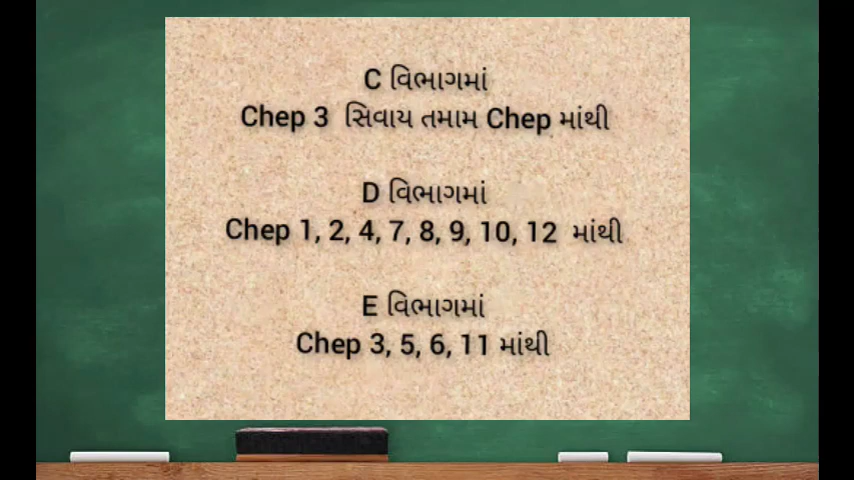 C વિભાગમાં
Chep 3 સિવાય તમામ Chep માંથી
D વિભાગમાં
Chep 1, 2, 4, 7, 8, 9, 10, 12 માંથી
E વિભાગમાં
Chep 3, 5, 6, 11 માંથી